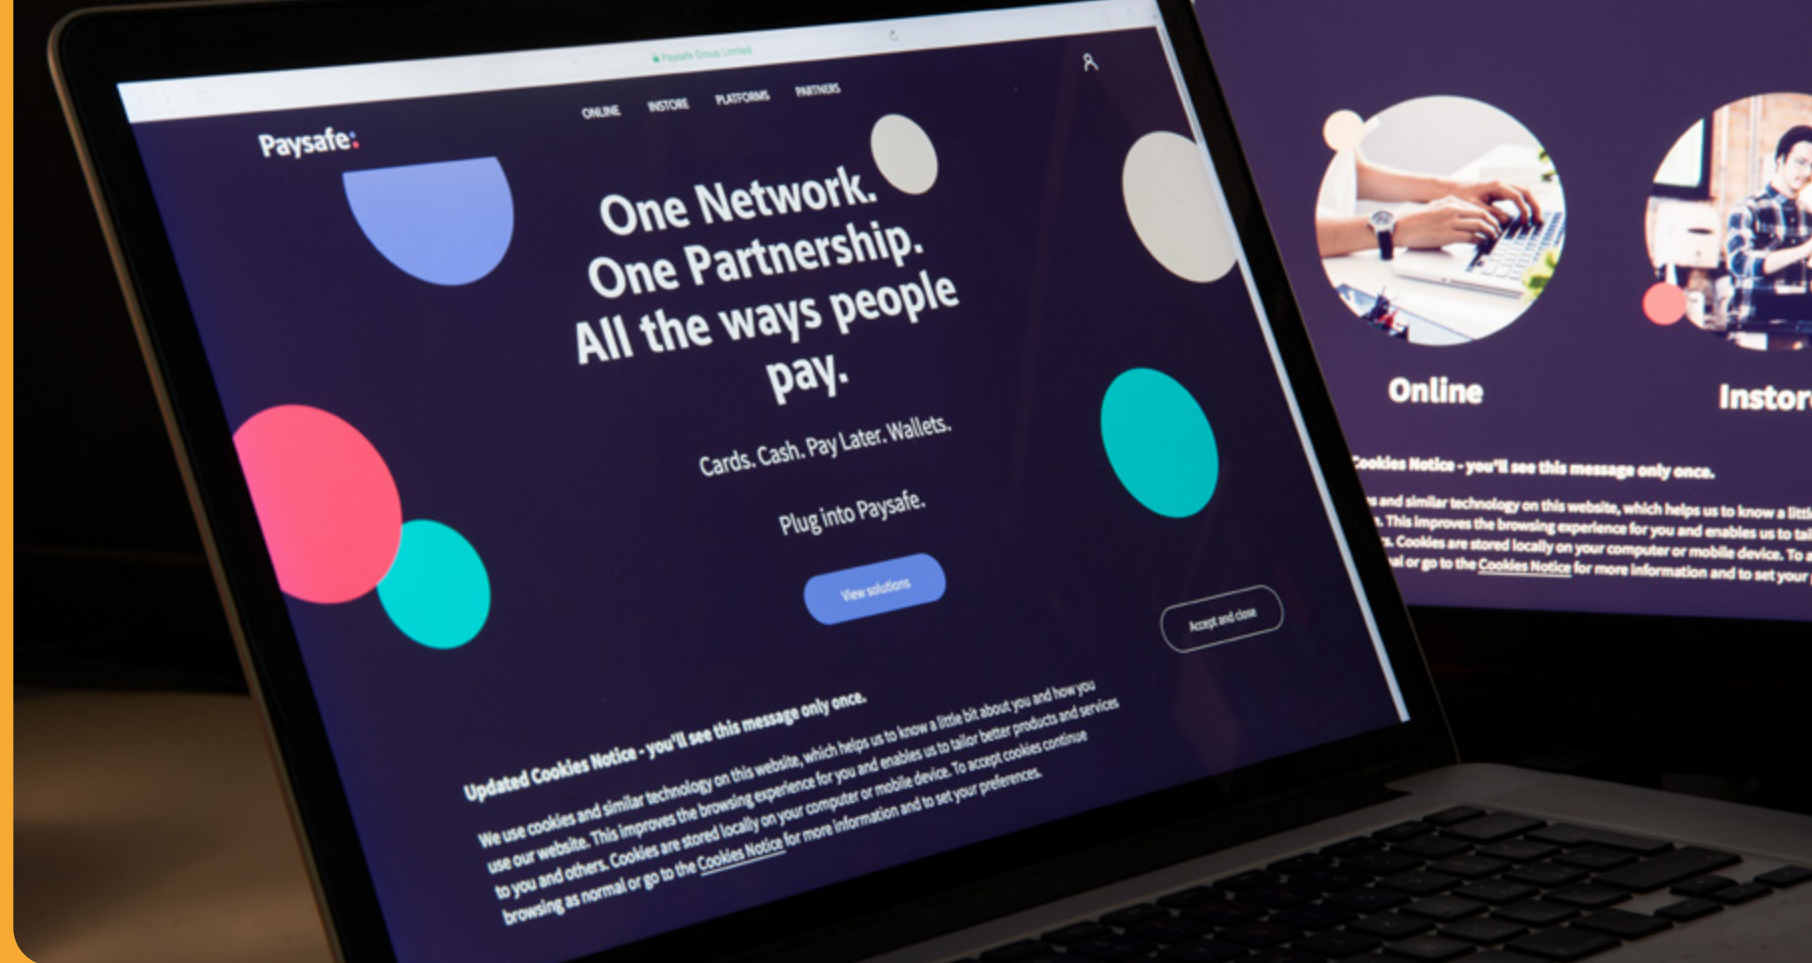 Paysafe Group Limited
ONLINE INSTORE PLATFORMS PARTNERS
Paysafe:
One Network.
One Partnership.
All the ways people
pay.
Cards. Cash. Pay Later. Wallets.
Plug into Paysafe.
View solutions
Accept and close
Updated Cookies Notice - you'll see this message only once.
We use cookies and similar technology on this website, which helps us to know a little bit about you and how you
use our website. This improves the browsing experience for you and enables us to tailor better products and services
to you and others. Cookies are stored locally on your computer or mobile device. To accept cookies continue
browsing as normal or go to the Cookies Notice for more information and to set your preferences.
Online
Instor
Cookies Notice - you'll see this message only once.
and similar technology on this website, which helps us to know a littl
This improves the browsing experience for you and enables us to tai
Cookies are stored locally on your computer or mobile device. To a
al or go to the Cookies Notice for more information and to set your